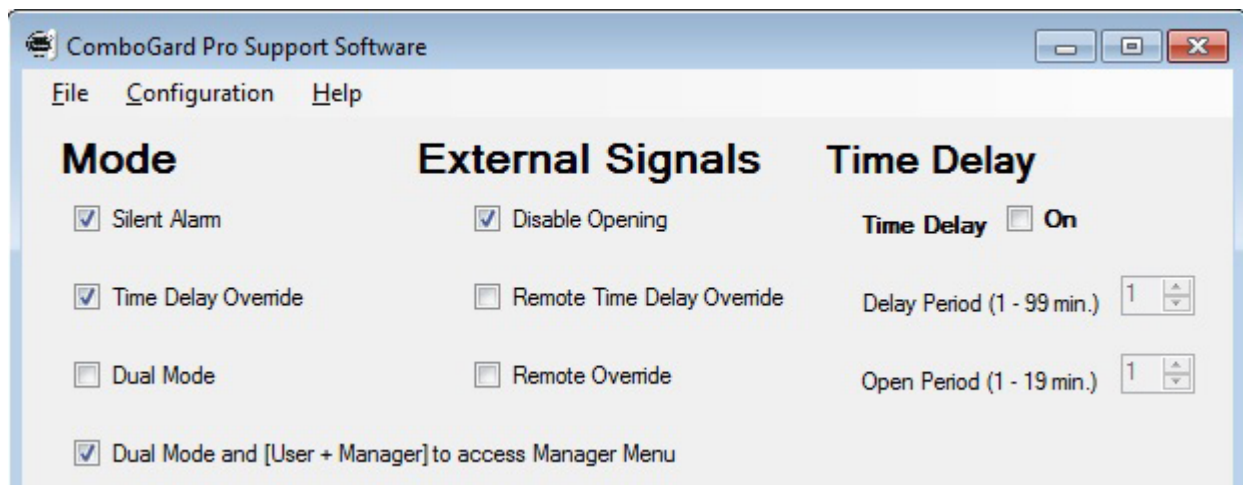 ComboGard Pro Support Software
File Configuration Help
Mode External Signals Time Delay
Silent Alarm Disable Opening Time Delay On
Time Delay Override Remote Time Delay Override Delay Period (1 - 99 min.) 1
Dual Mode Remote Override Open Period (1 - 19 min.) 1
Dual Mode and [User + Manager] to access Manager Menu